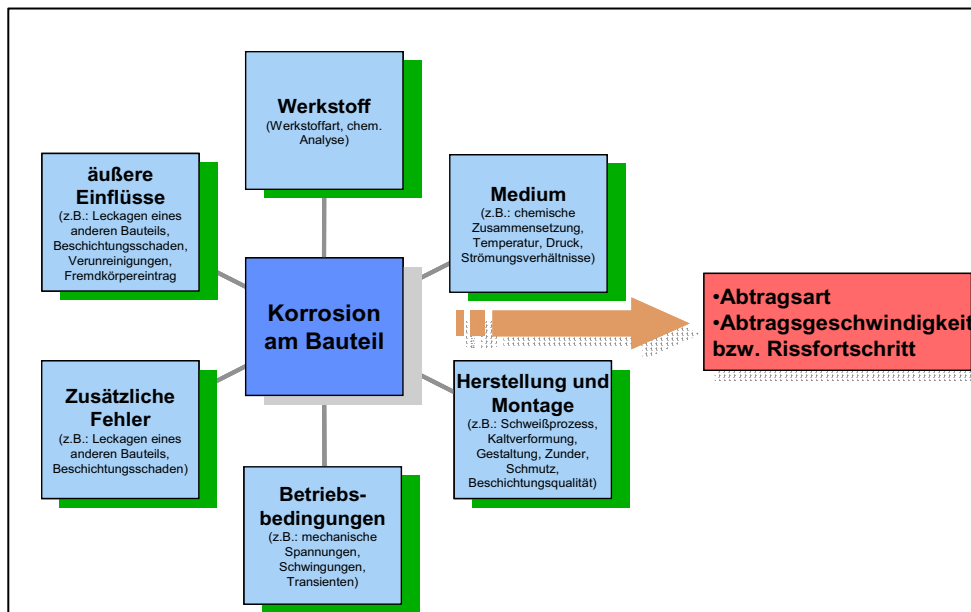 Werkstoff
(Werkstoffart, chem.
Analyse)
äußere
Einflüsse
(z.B.: Leckagen eines
anderen Bauteils,
Beschichtungsschaden,
Verunreinigungen,
Fremdkörpereintrag
Medium
(z.B.: chemische
Zusammensetzung,
Temperatur, Druck,
Strömungsverhältnisse)
Korrosion
am Bauteil
•Abtragsart
•Abtragsgeschwindigkeit
bzw. Rissfortschritt
Zusätzliche
Fehler
(z.B.: Leckagen eines
anderen Bauteils,
Beschichtungsschaden)
Herstellung und
Montage
(z.B.: Schweißprozess,
Kaltverformung,
Gestaltung, Zunder,
Schmutz,
Beschichtungsqualität)
Betriebs-
bedingungen
(z.B.: mechanische
Spannungen,
Schwingungen,
Transienten)